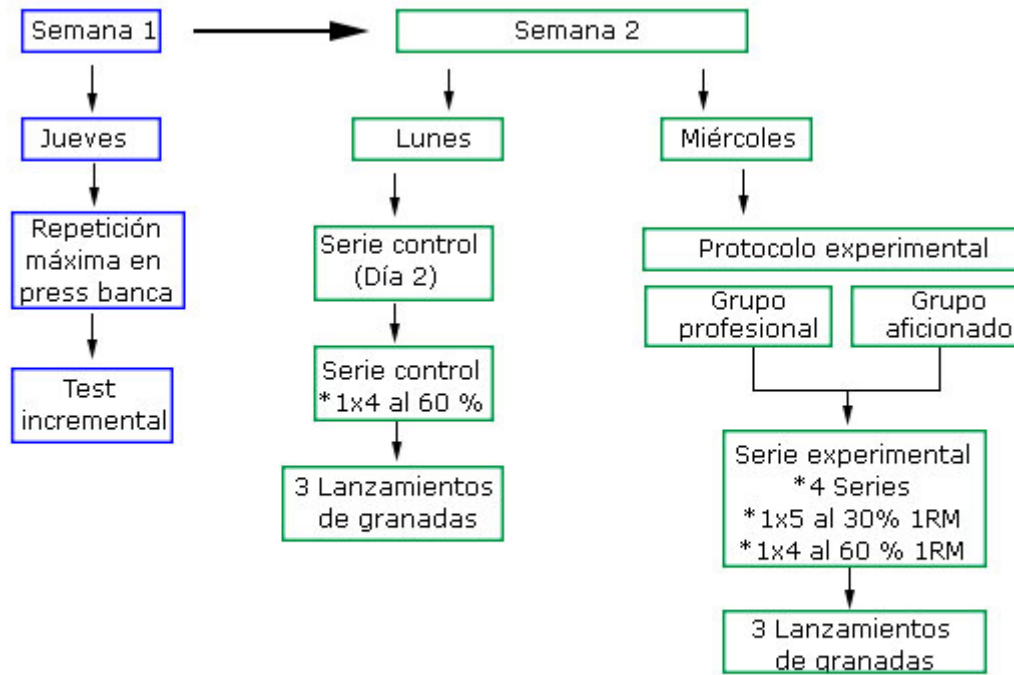 Semana 1
Semana 2
Jueves
Lunes
Miércoles
Repetición
máxima en
press banca
Test
incremental
Serie control
(Día 2)
Serie control
*1x4 al 60 %
3 Lanzamientos
de granadas
Protocolo experimental
Grupo
profesional
Grupo
aficionado
Serie experimental
*4 Series
*1x5 al 30% 1RM
*1x4 al 60 % 1RM
3 Lanzamientos
de granadas